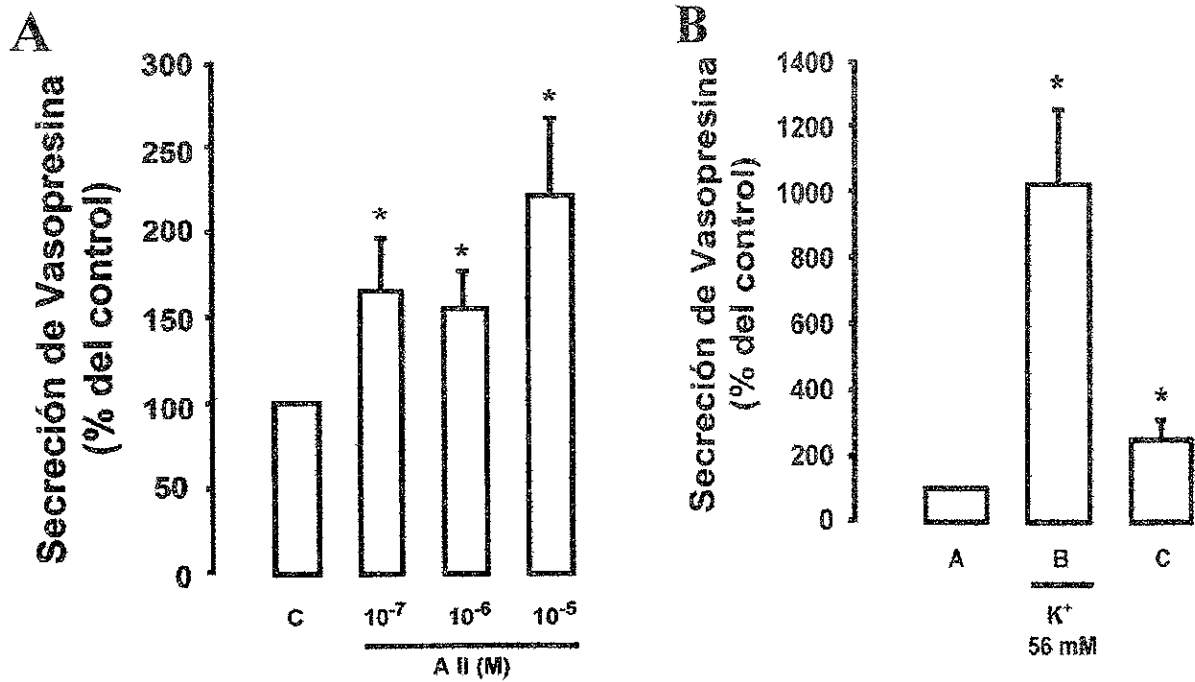 A
Secreción de Vasopresina
(% del control)
300
250
200
150
100
50
0
*
*
*
C
10⁻⁷
10⁻⁶
10⁻⁵
A II (M)
B
Secreción de Vasopresina
(% del control)
1400
1200
1000
800
600
400
200
0
*
*
A
B
C
K⁺
56 mM